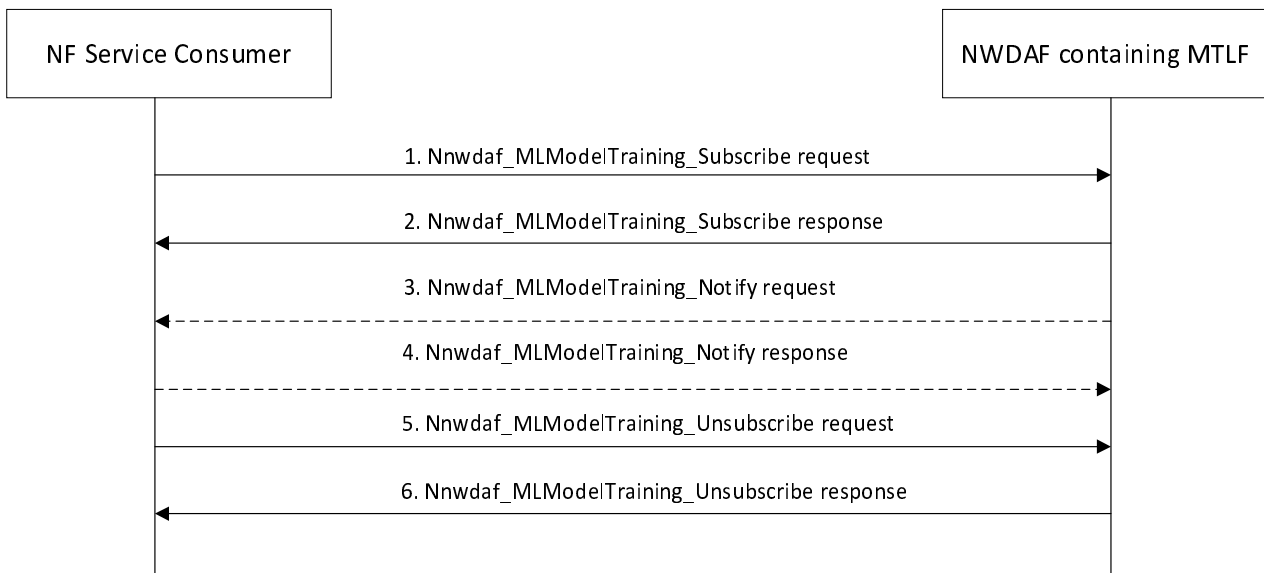 NF Service Consumer
NWDAF containing MTLF
1. Nnwdaf_MLModelTraining_Subscribe request
2. Nnwdaf_MLModelTraining_Subscribe response
3. Nnwdaf_MLModelTraining_Notify request
4. Nnwdaf_MLModelTraining_Notify response
5. Nnwdaf_MLModelTraining_Unsubscribe request
6. Nnwdaf_MLModelTraining_Unsubscribe response